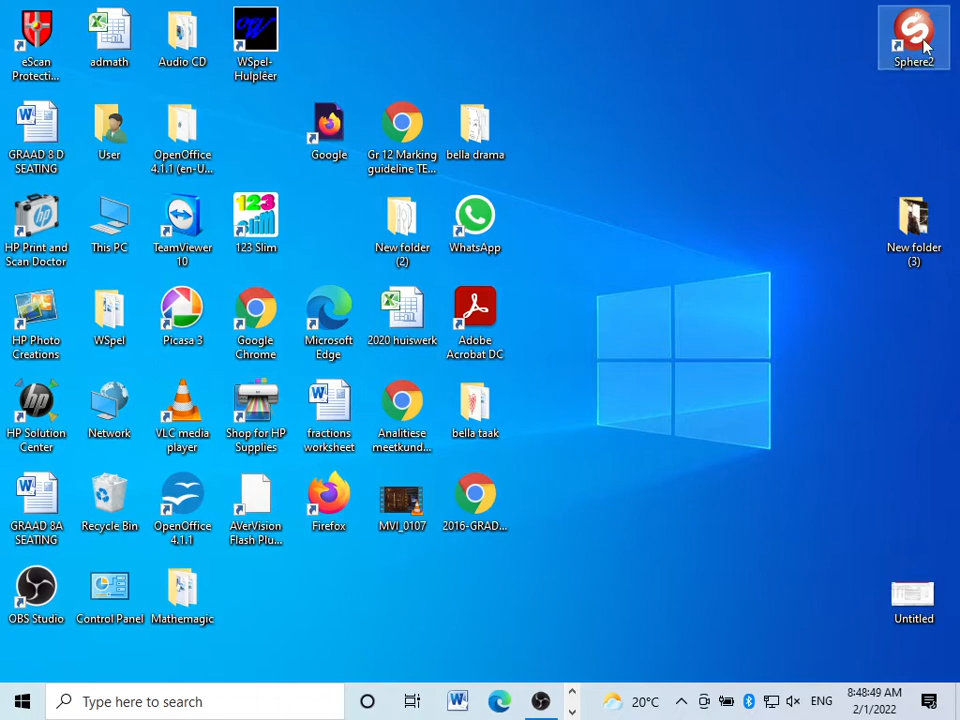 eScan
Protecti...
admath
Audio CD
WSpel-
Hulpleër
Sphere2
GRAAD 8 D
SEATING
User
OpenOffice
4.1.1 (en-U...
Google
Gr 12 Marking
guideline TE...
bella drama
HP Print and
Scan Doctor
This PC
TeamViewer
10
123
slim
123 Slim
New folder
(2)
WhatsApp
New folder
(3)
HP Photo
Creations
WSpel
Picasa 3
Google
Chrome
Microsoft
Edge
2020 huiswerk
Adobe
Acrobat DC
HP Solution
Center
Network
VLC media
player
Shop for HP
Supplies
fractions
worksheet
Analitiese
meetkund...
bella taak
GRAAD 8A
SEATING
Recycle Bin
OpenOffice
4.1.1
AVerVision
Flash Plu...
Firefox
MVI_0107
2016-GRAD...
OBS Studio
Control Panel
Mathemagic
Untitled
Type here to search
20°C
ENG
8:48:49 AM
2/1/2022